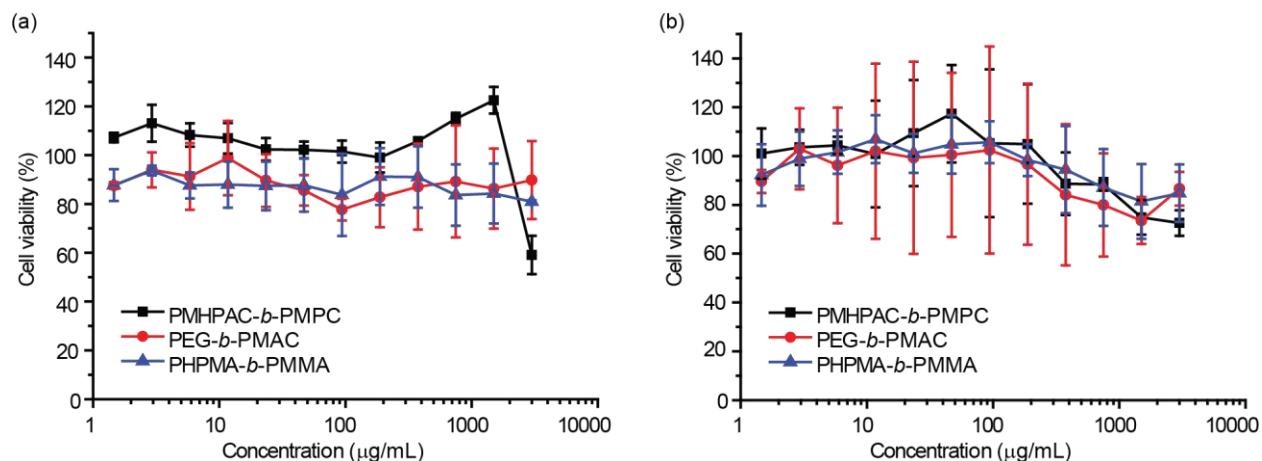 (a)
140
120
100
80
60
40
20
0
Cell viability (%)
PMHPAC-b-PMPC
PEG-b-PMAC
PHPMA-b-PMMA
1 10 100 1000 10000
Concentration (μg/mL)
(b)
140
120
100
80
60
40
20
0
Cell viability (%)
PMHPAC-b-PMPC
PEG-b-PMAC
PHPMA-b-PMMA
1 10 100 1000 10000
Concentration (μg/mL)